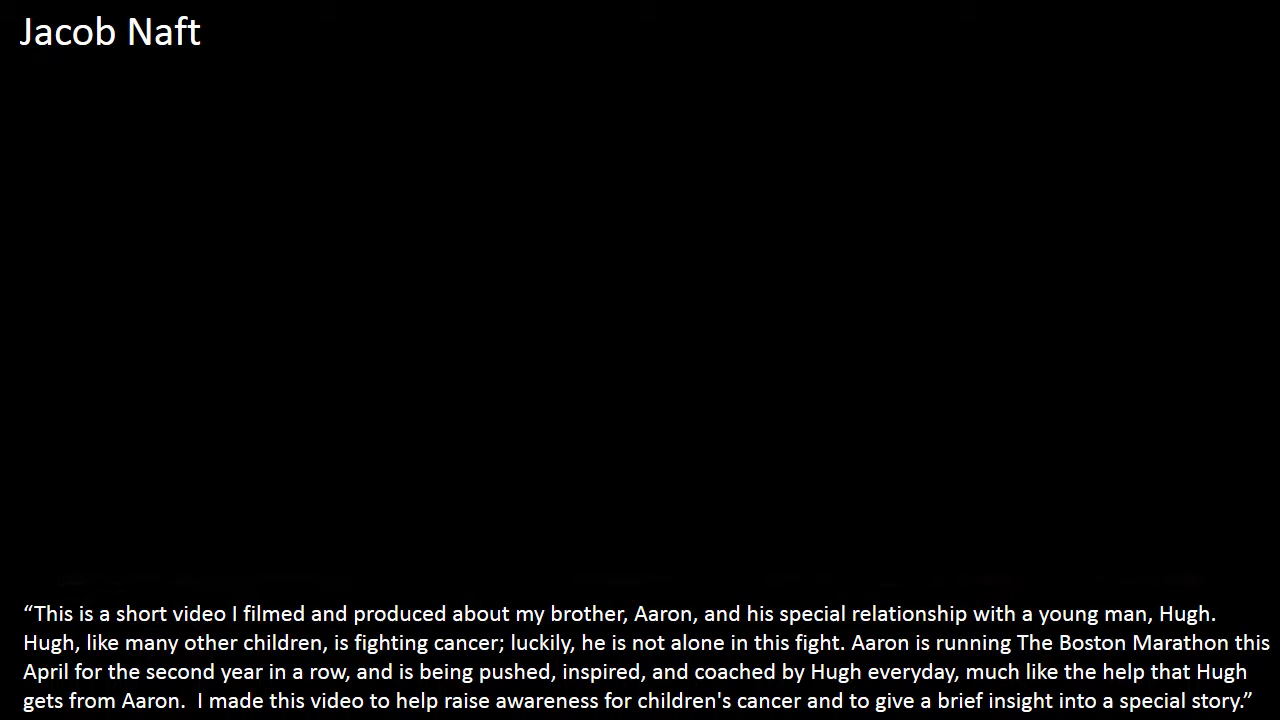 Jacob Naft
“This is a short video I filmed and produced about my brother, Aaron, and his special relationship with a young man, Hugh.
Hugh, like many other children, is fighting cancer; luckily, he is not alone in this fight. Aaron is running The Boston Marathon this
April for the second year in a row, and is being pushed, inspired, and coached by Hugh everyday, much like the help that Hugh
gets from Aaron.  I made this video to help raise awareness for children's cancer and to give a brief insight into a special story.”